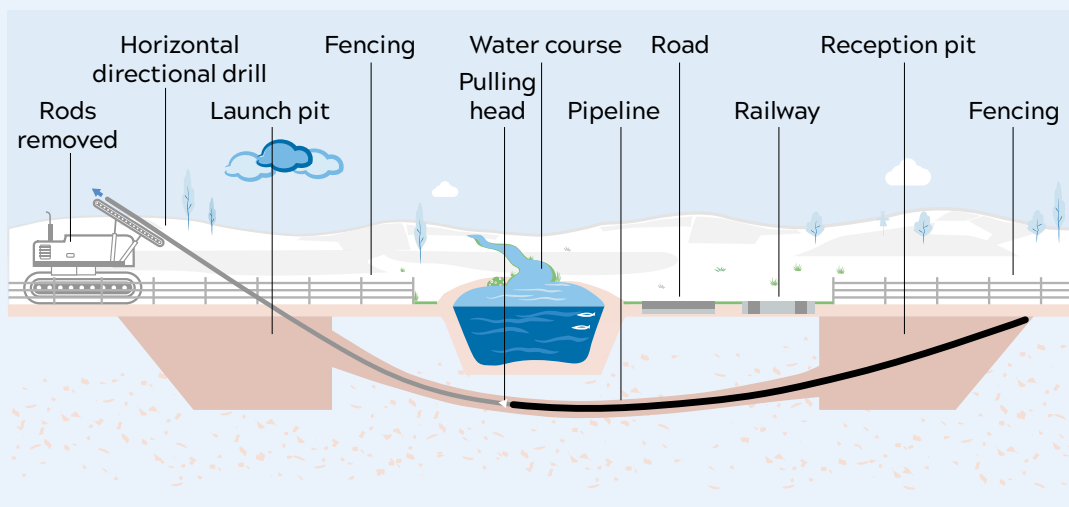 Horizontal
directional drill
Fencing
Water course
Road
Reception pit
Rods
removed
Launch pit
Pulling
head
Pipeline
Railway
Fencing